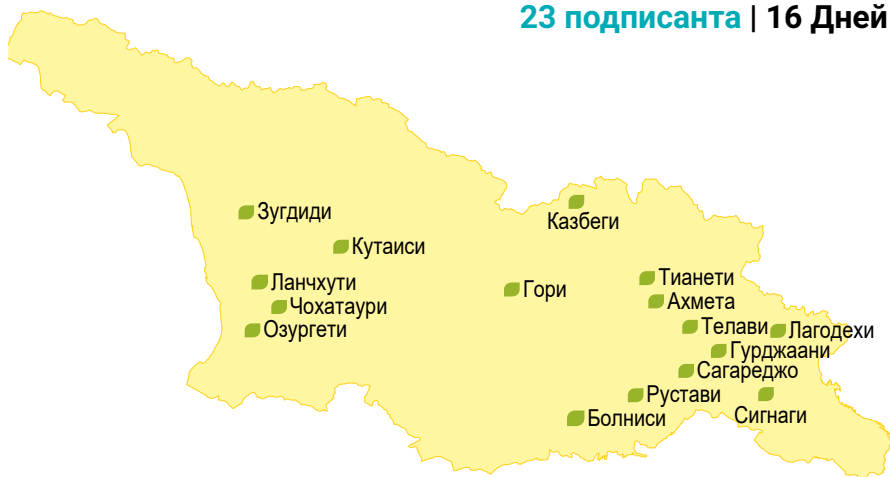 23 подписанта | 16 Дней
Зугдиди
Казбеги
Кутаиси
Ланчхути
Гори
Тианети
Чохатаури
Ахмета
Озургети
Телави
Лагодехи
Гурджаани
Сагареджо
Рустави
Сигнаги
Болниси